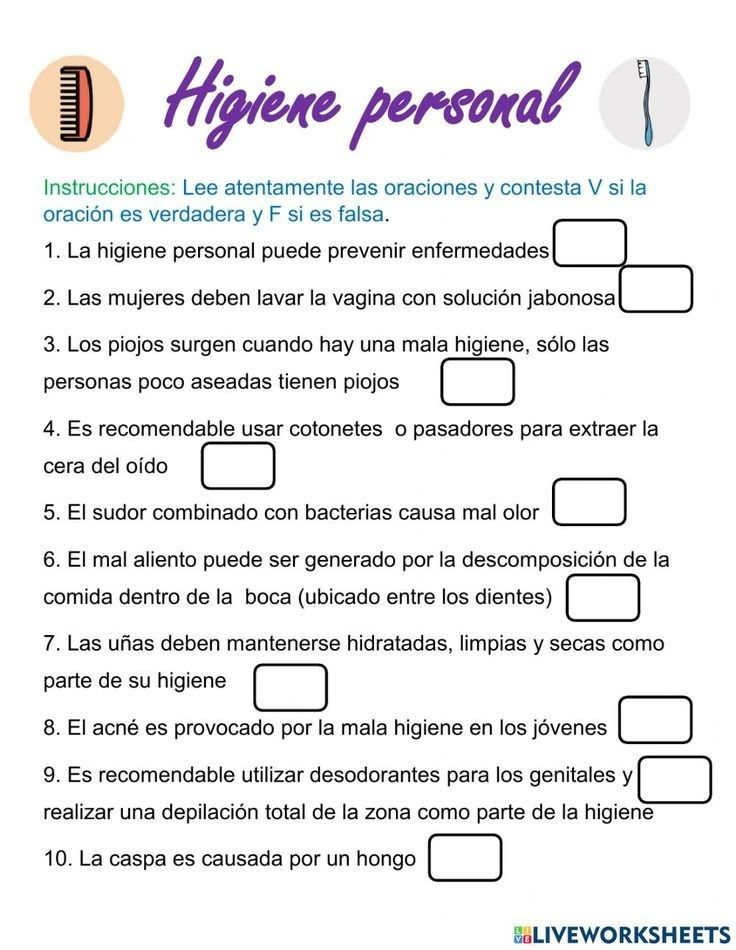 Higiene personal
Instrucciones: Lee atentamente las oraciones y contesta V si la
oración es verdadera y F si es falsa.
1. La higiene personal puede prevenir enfermedades
2. Las mujeres deben lavar la vagina con solución jabonosa
3. Los piojos surgen cuando hay una mala higiene, sólo las
personas poco aseadas tienen piojos
4. Es recomendable usar cotonetes  o pasadores para extraer la
cera del oído
5. El sudor combinado con bacterias causa mal olor
6. El mal aliento puede ser generado por la descomposición de la
comida dentro de la  boca (ubicado entre los dientes)
7. Las uñas deben mantenerse hidratadas, limpias y secas como
parte de su higiene
8. El acné es provocado por la mala higiene en los jóvenes
9. Es recomendable utilizar desodorantes para los genitales y
realizar una depilación total de la zona como parte de la higiene
10. La caspa es causada por un hongo
LIVE LIVEWORKSHEETS